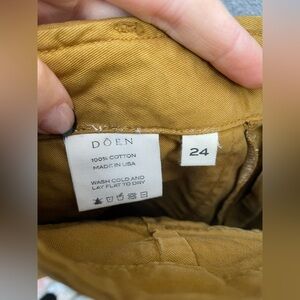 DÔEN
100% COTTON
MADE IN USA
WASH COLD AND
LAY FLAT TO DRY
24